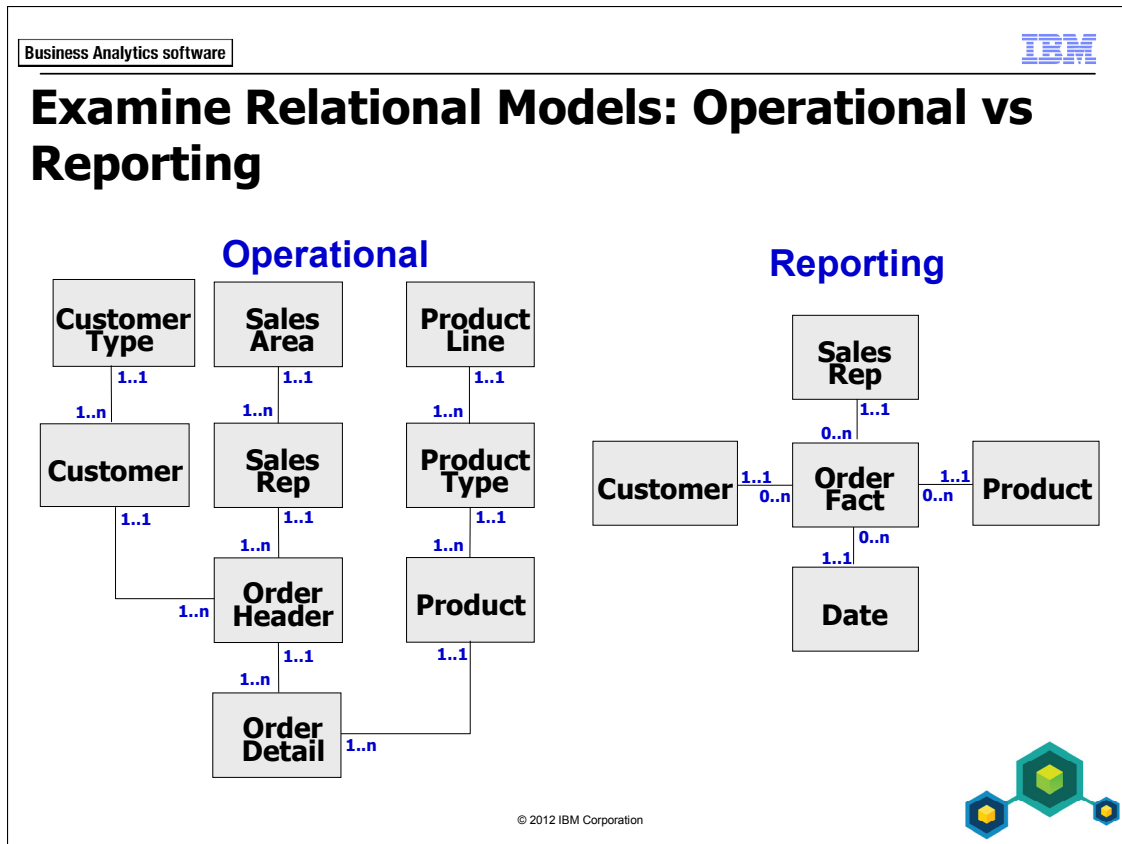 Business Analytics software
IBM
Examine Relational Models: Operational vs
Reporting
Operational
Customer
Type
Sales
Area
Product
Line
1..1
1..1
1..1
1..n
1..n
1..n
Customer
Sales
Rep
Product
Type
1..1
1..1
1..1
1..n
1..n
1..n
Order
Header
Product
1..1
1..1
1..n
Order
Detail
1..n
Reporting
Sales
Rep
1..1
0..n
Customer
1..1
0..n
Order
Fact
1..1
0..n
Product
0..n
1..1
Date
© 2012 IBM Corporation